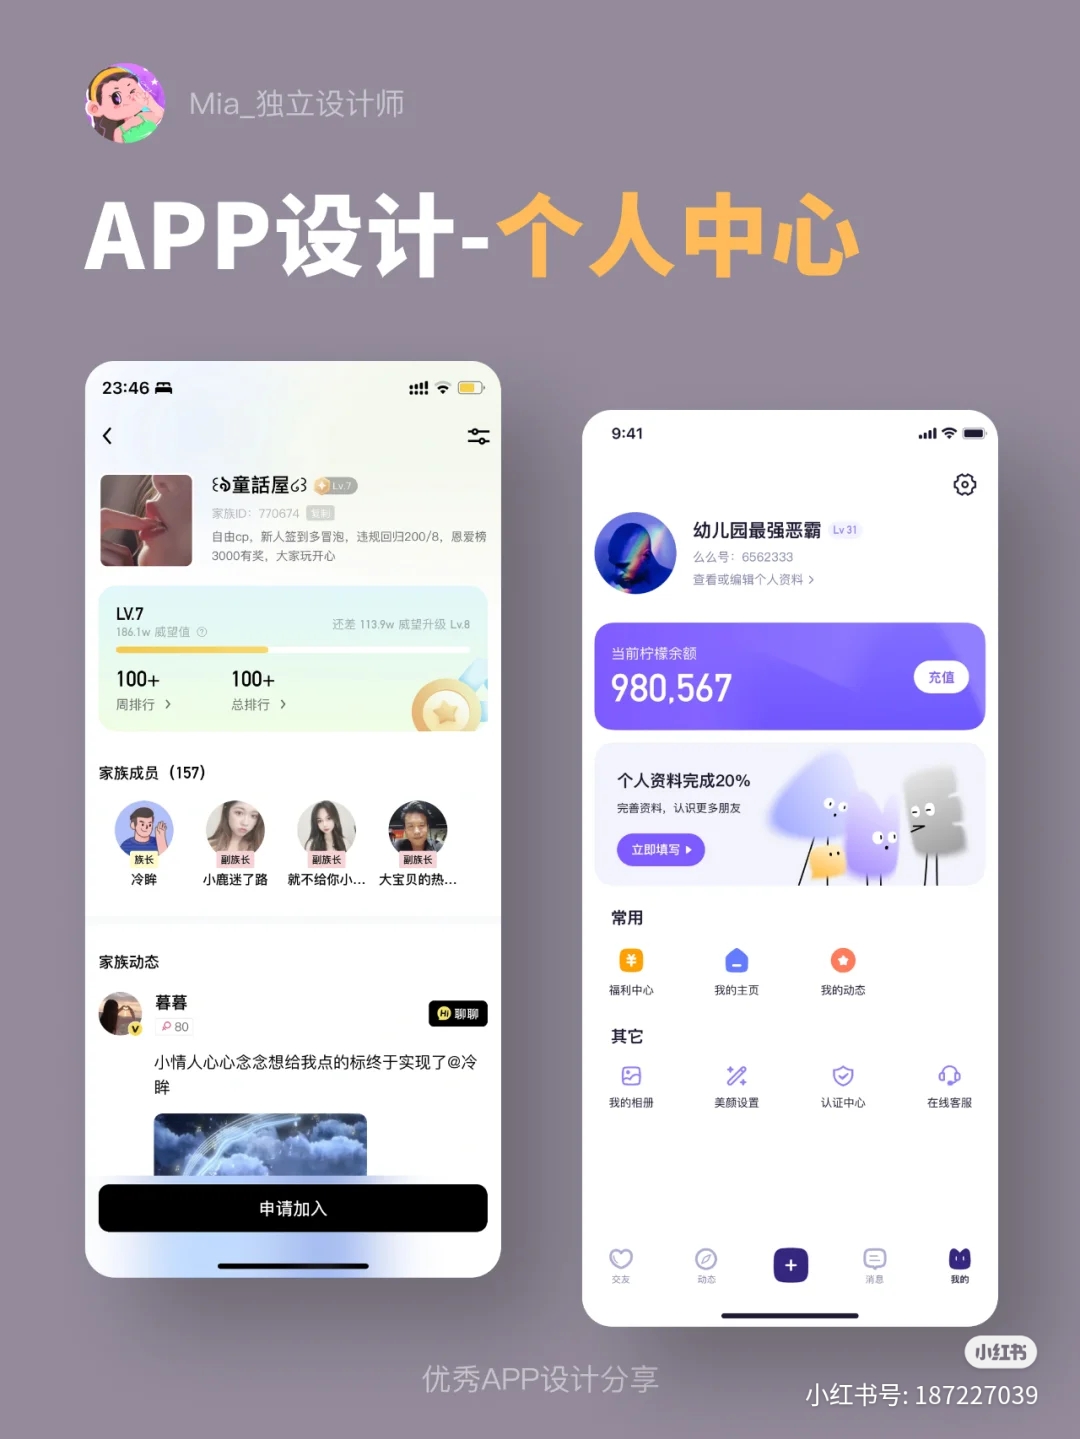 Mia_独立设计师
APP设计-个人中心
23:46
童話屋 Lv.7
家族ID: 770674 复制
自由cp，新人签到多冒泡，违规回归200/8，恩爱榜
3000有奖，大家玩开心
LV.7
186.1w 威望值
还差 113.9w 威望升级 Lv.8
100+
周排行
100+
总排行
家族成员（157）
族长
冷眸
副族长
小鹿迷了路
副族长
就不给你小...
副族长
大宝贝的热...
家族动态
暮暮
80
Hi 聊聊
小情人心心念念想给我点的标终于实现了@冷
眸
申请加入
9:41
幼儿园最强恶霸 Lv 31
么么号: 6562333
查看或编辑个人资料
当前柠檬余额
980,567
充值
个人资料完成20%
完善资料，认识更多朋友
立即填写
常用
福利中心
我的主页
我的动态
其它
我的相册
美颜设置
认证中心
在线客服
交友
动态
消息
我的
优秀APP设计分享
小红书
小红书号: 187227039